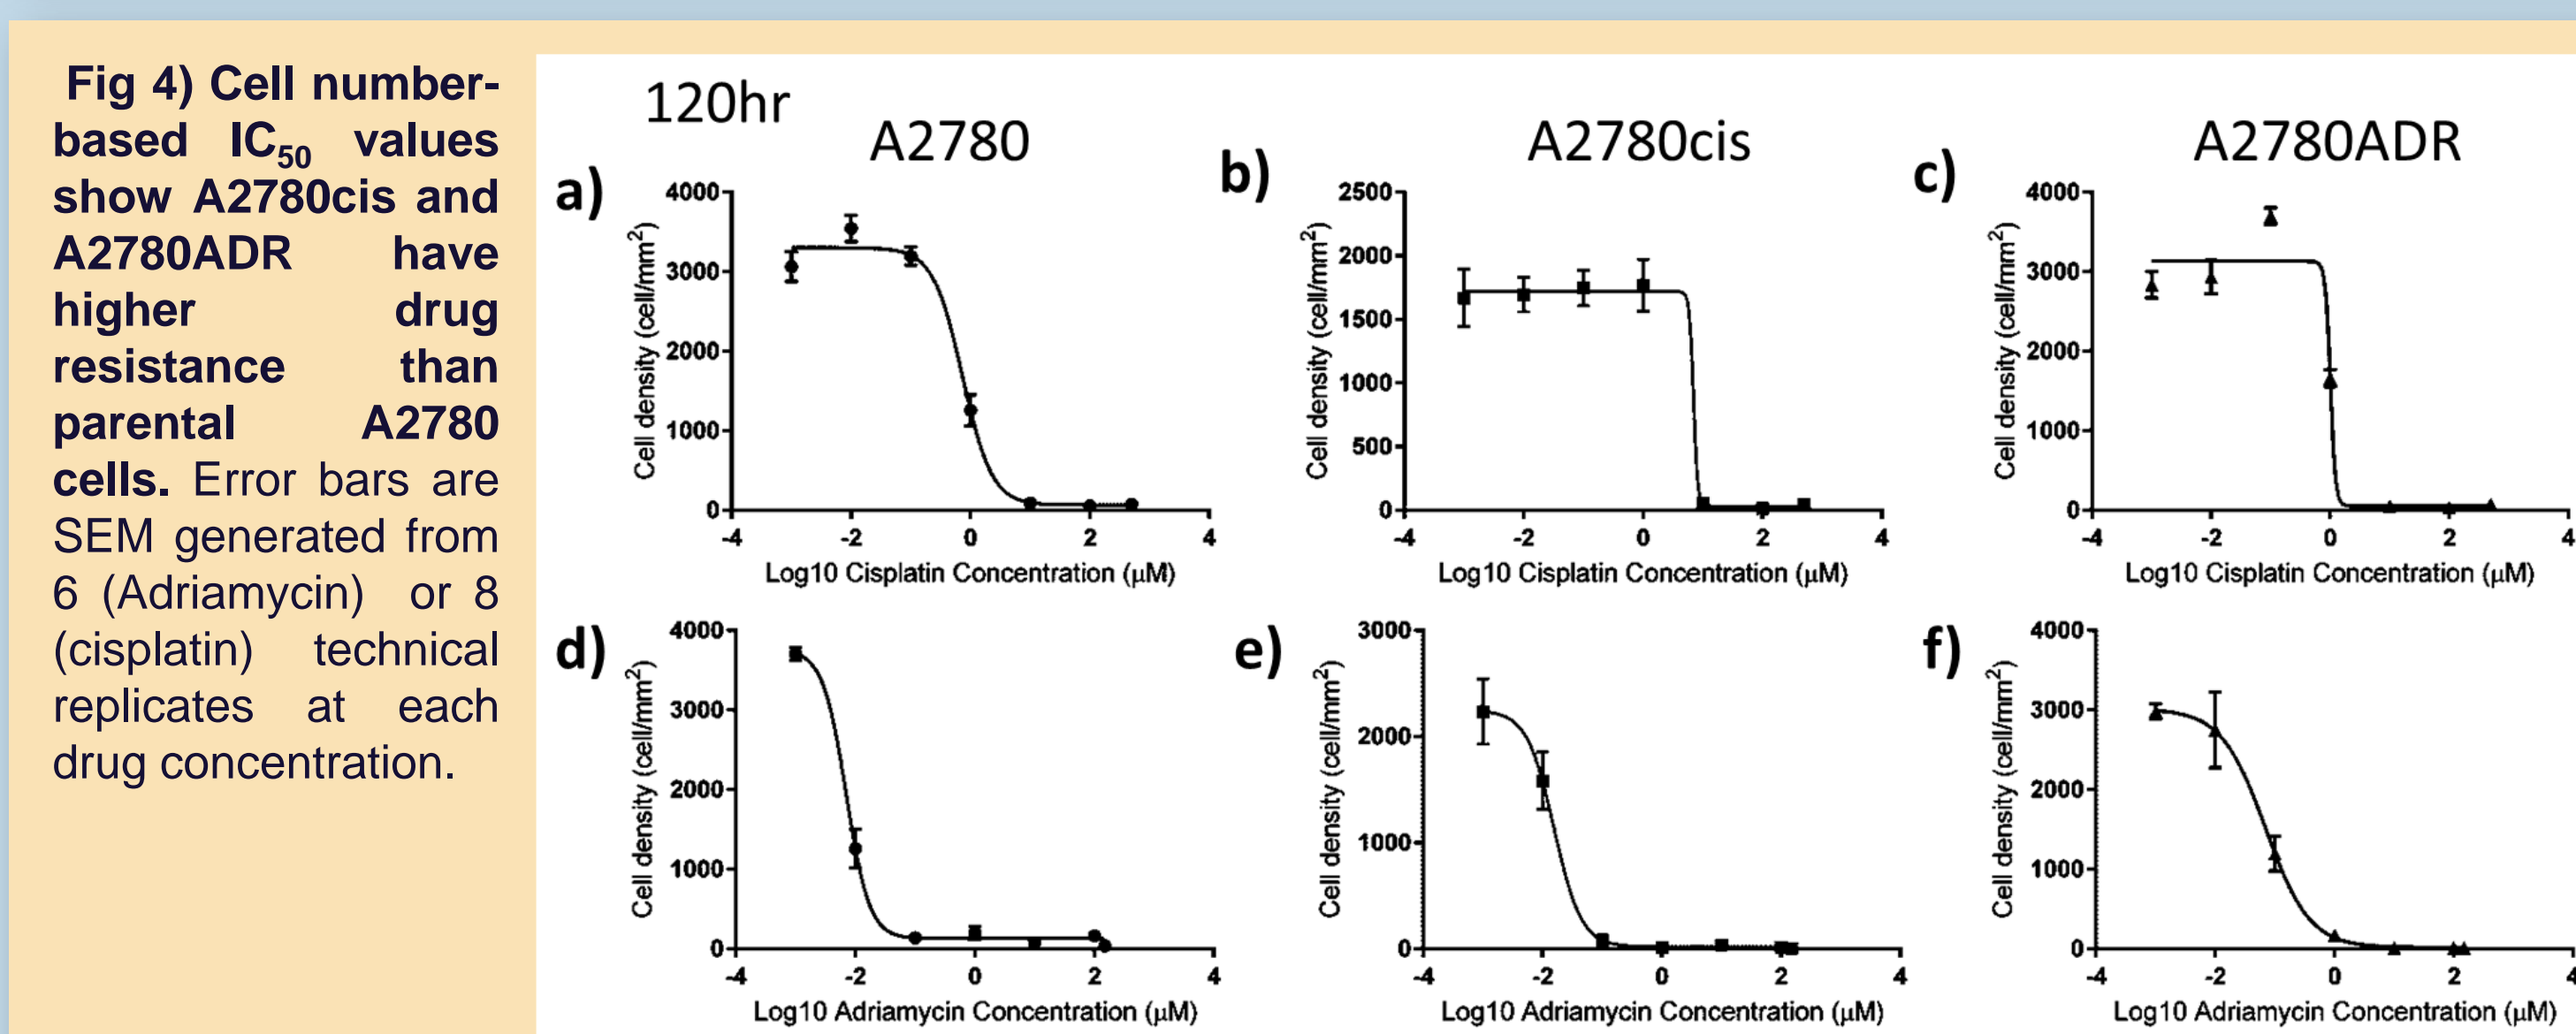 Fig 4) Cell number-
based IC50 values
show A2780cis and
A2780ADR have
higher drug
resistance than
parental A2780
cells. Error bars are
SEM generated from
6 (Adriamycin) or 8
(cisplatin) technical
replicates at each
drug concentration.
120hr
A2780
A2780cis
A2780ADR
a)
Cell density (cell/mm2)
4000
3000
2000
1000
0
-4 -2 0 2 4
Log10 Cisplatin Concentration (μM)
b)
Cell density (cell/mm2)
2500
2000
1500
1000
500
0
-4 -2 0 2 4
Log10 Cisplatin Concentration (μM)
c)
Cell density (cell/mm2)
4000
3000
2000
1000
0
-4 -2 0 2 4
Log10 Cisplatin Concentration (μM)
d)
Cell density (cell/mm2)
4000
3000
2000
1000
0
-4 -2 0 2 4
Log10 Adriamycin Concentration (μM)
e)
Cell density (cell/mm2)
3000
2000
1000
0
-4 -2 0 2 4
Log10 Adriamycin Concentration (μM)
f)
Cell density (cell/mm2)
4000
3000
2000
1000
0
-4 -2 0 2 4
Log10 Adriamycin Concentration (μM)